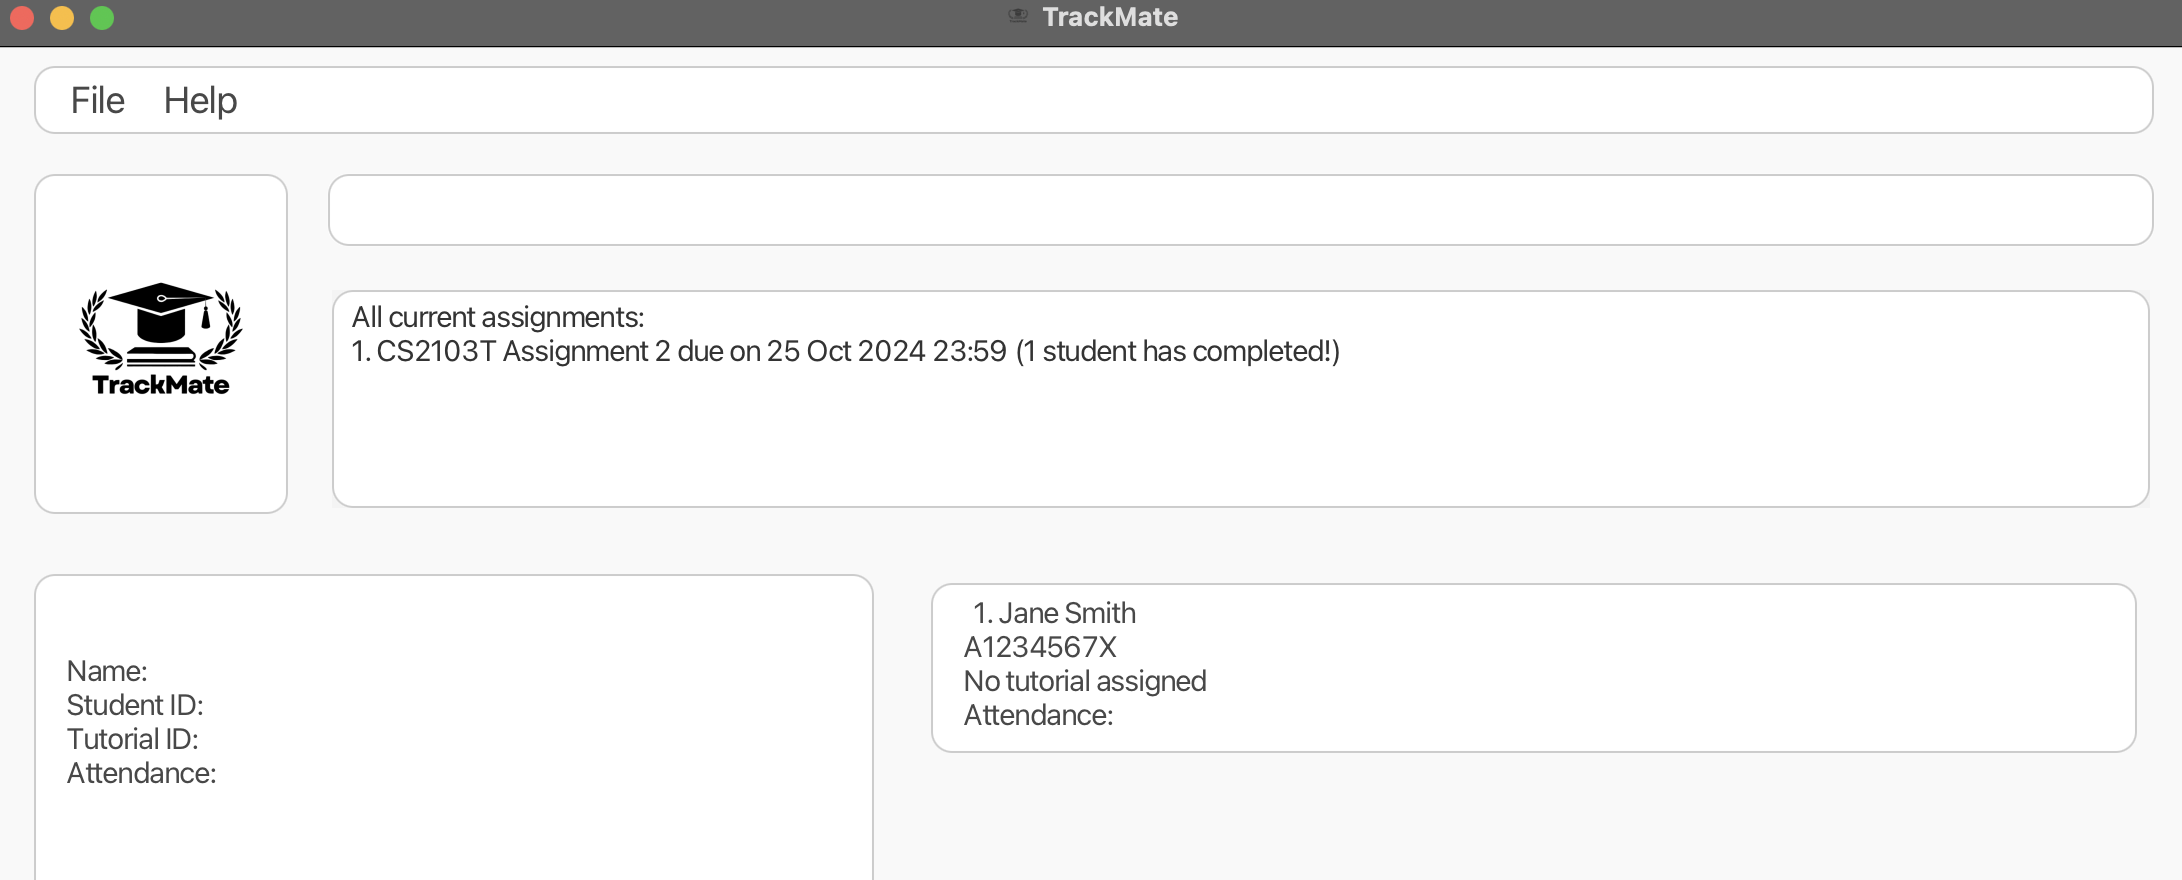 TrackMate
File Help
TrackMate
All current assignments:
1. CS2103T Assignment 2 due on 25 Oct 2024 23:59 (1 student has completed!)
Name:
Student ID:
Tutorial ID:
Attendance:
1. Jane Smith
A1234567X
No tutorial assigned
Attendance: